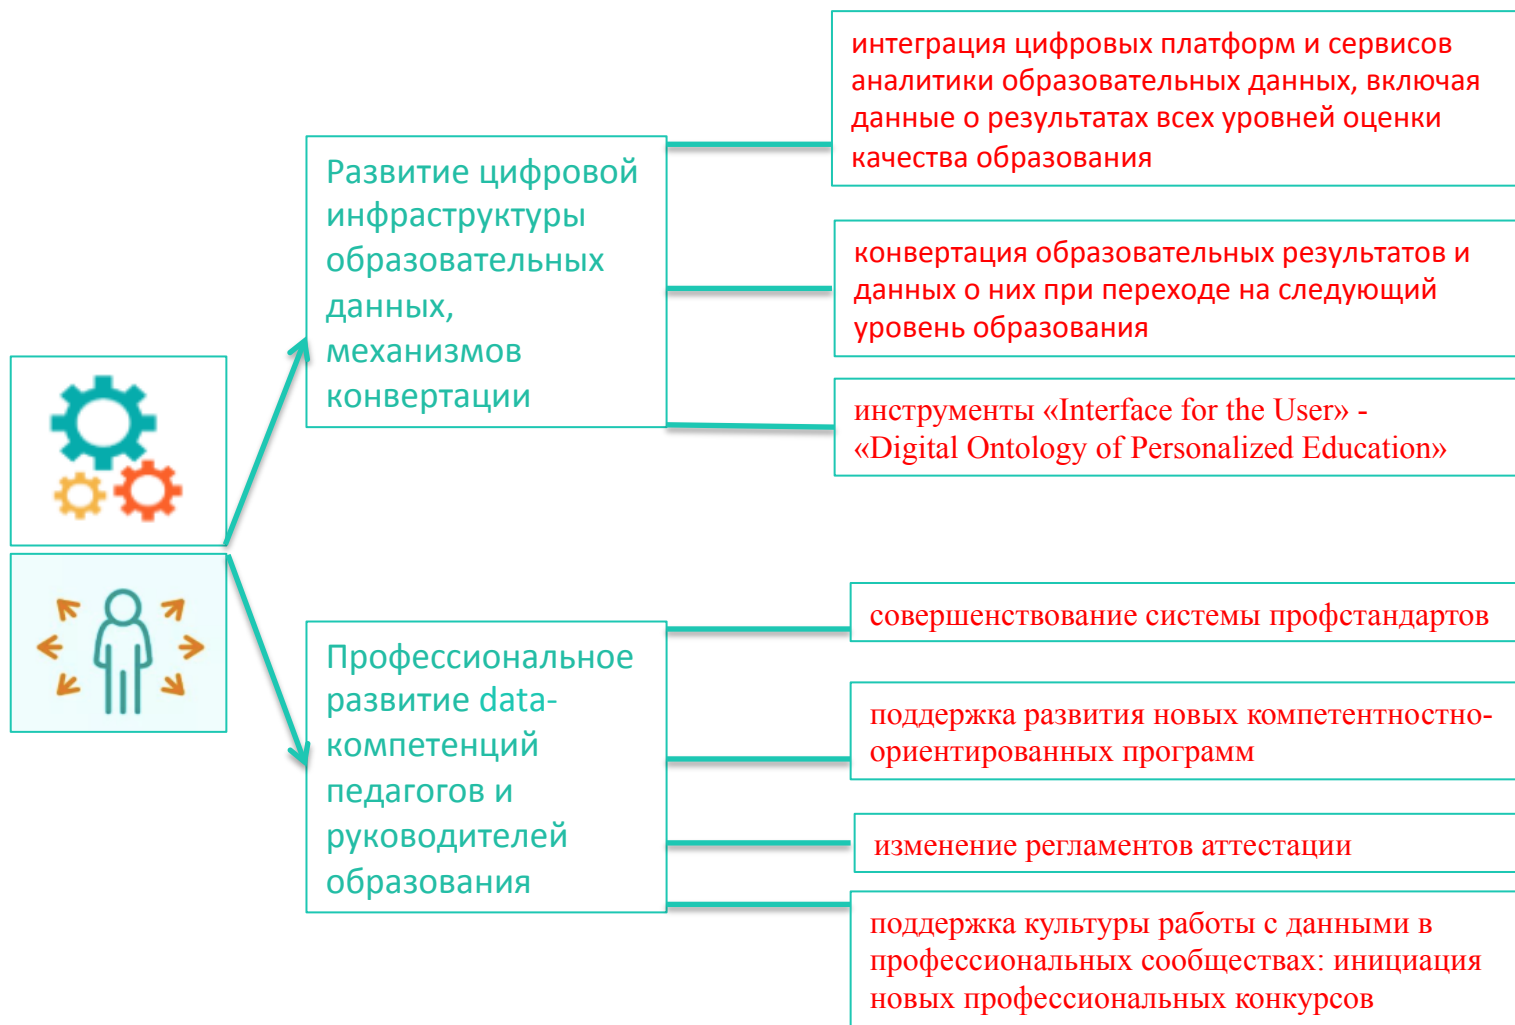 интеграция цифровых платформ и сервисов
аналитики образовательных данных, включая
данные о результатах всех уровней оценки
качества образования
Развитие цифровой
инфраструктуры
образовательных
данных,
механизмов
конвертации
конвертация образовательных результатов и
данных о них при переходе на следующий
уровень образования
инструменты «Interface for the User» -
«Digital Ontology of Personalized Education»
Профессиональное
развитие data-
компетенций
педагогов и
руководителей
образования
совершенствование системы профстандартов
поддержка развития новых компетентностно-
ориентированных программ
изменение регламентов аттестации
поддержка культуры работы с данными в
профессиональных сообществах: инициация
новых профессиональных конкурсов